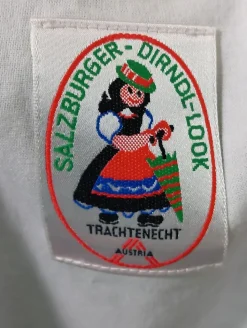 SALZBURGER-DIRNDL-LOOK
TRACHTENECHT
AUSTRIA